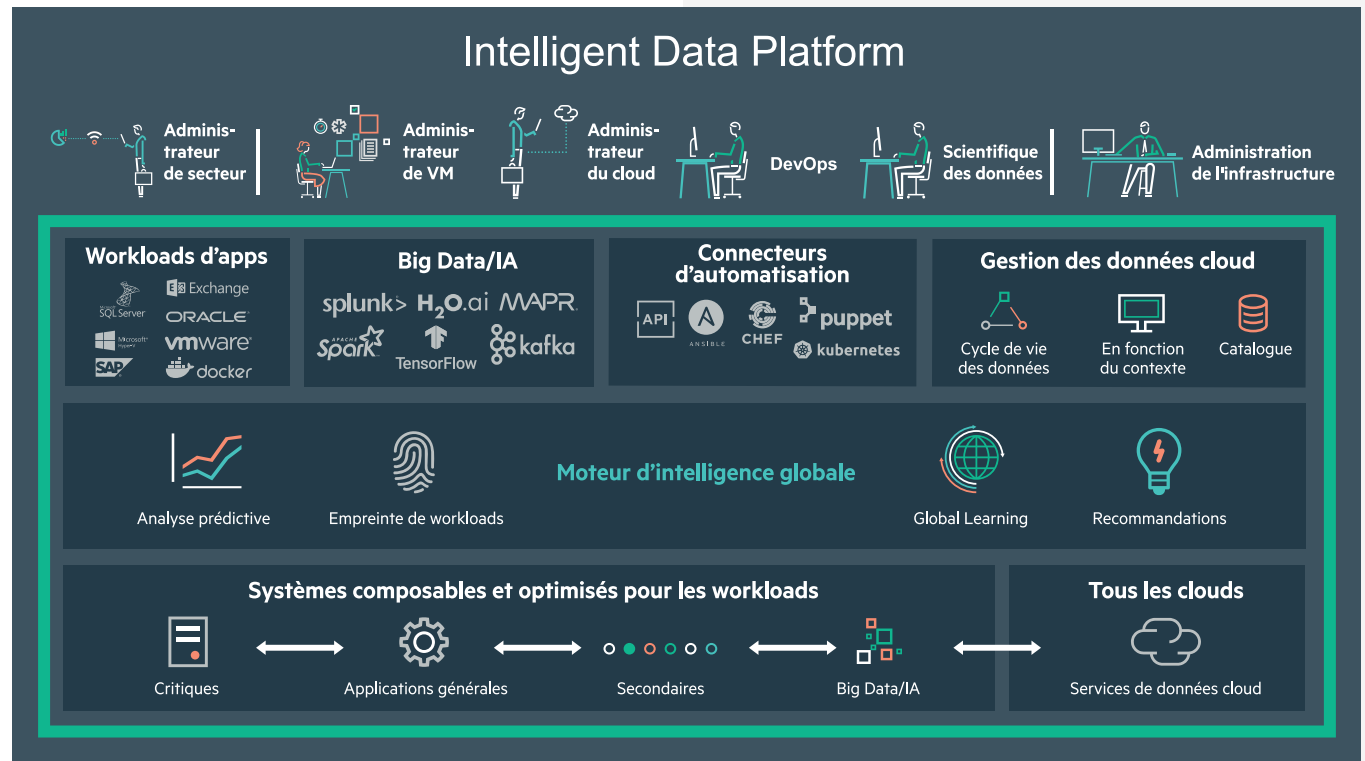 Intelligent Data Platform
Adminis-
trateur
de secteur
Adminis-
trateur
de VM
Adminis-
trateur
du cloud
DevOps
Scientifique
des données
Administration
de l'infrastructure
Workloads d'apps
SQL Server
Exchange
ORACLE
Microsoft
Hyper-V
vmware
SAP
docker
Big Data/IA
splunk>
H2O.ai
MAPR
APACHE
Spark
TensorFlow
kafka
Connecteurs
d'automatisation
API
ANSIBLE
CHEF
puppet
kubernetes
Gestion des données cloud
Cycle de vie
des données
En fonction
du contexte
Catalogue
Analyse prédictive
Empreinte de workloads
Moteur d'intelligence globale
Global Learning
Recommandations
Systèmes composable et optimisés pour les workloads
Critiques
Applications générales
Secondaires
Big Data/IA
Tous les clouds
Services de données cloud